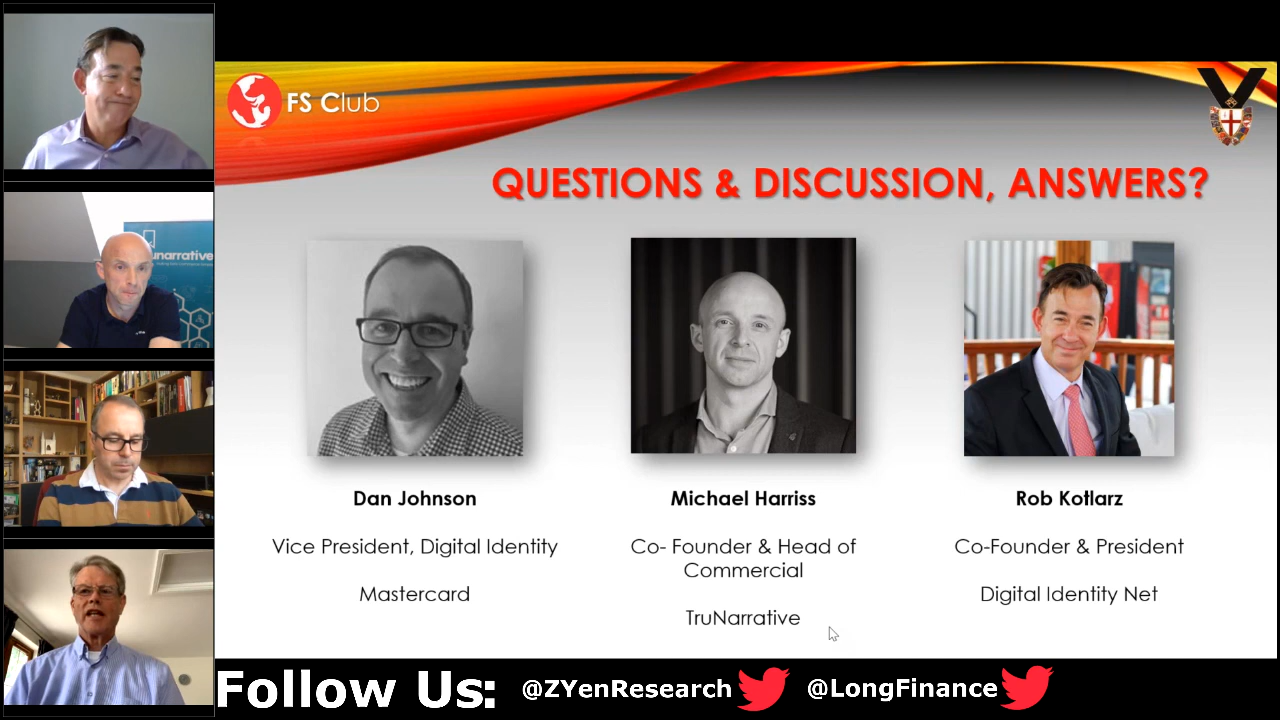 FS Club
QUESTIONS & DISCUSSION, ANSWERS?
unarrative
Dan Johnson
Vice President, Digital Identity
Mastercard
Michael Harriss
Co- Founder & Head of
Commercial
TruNarrative
Rob Kotlarz
Co-Founder & President
Digital Identity Net
Follow Us:
@ZYenResearch
@LongFinance